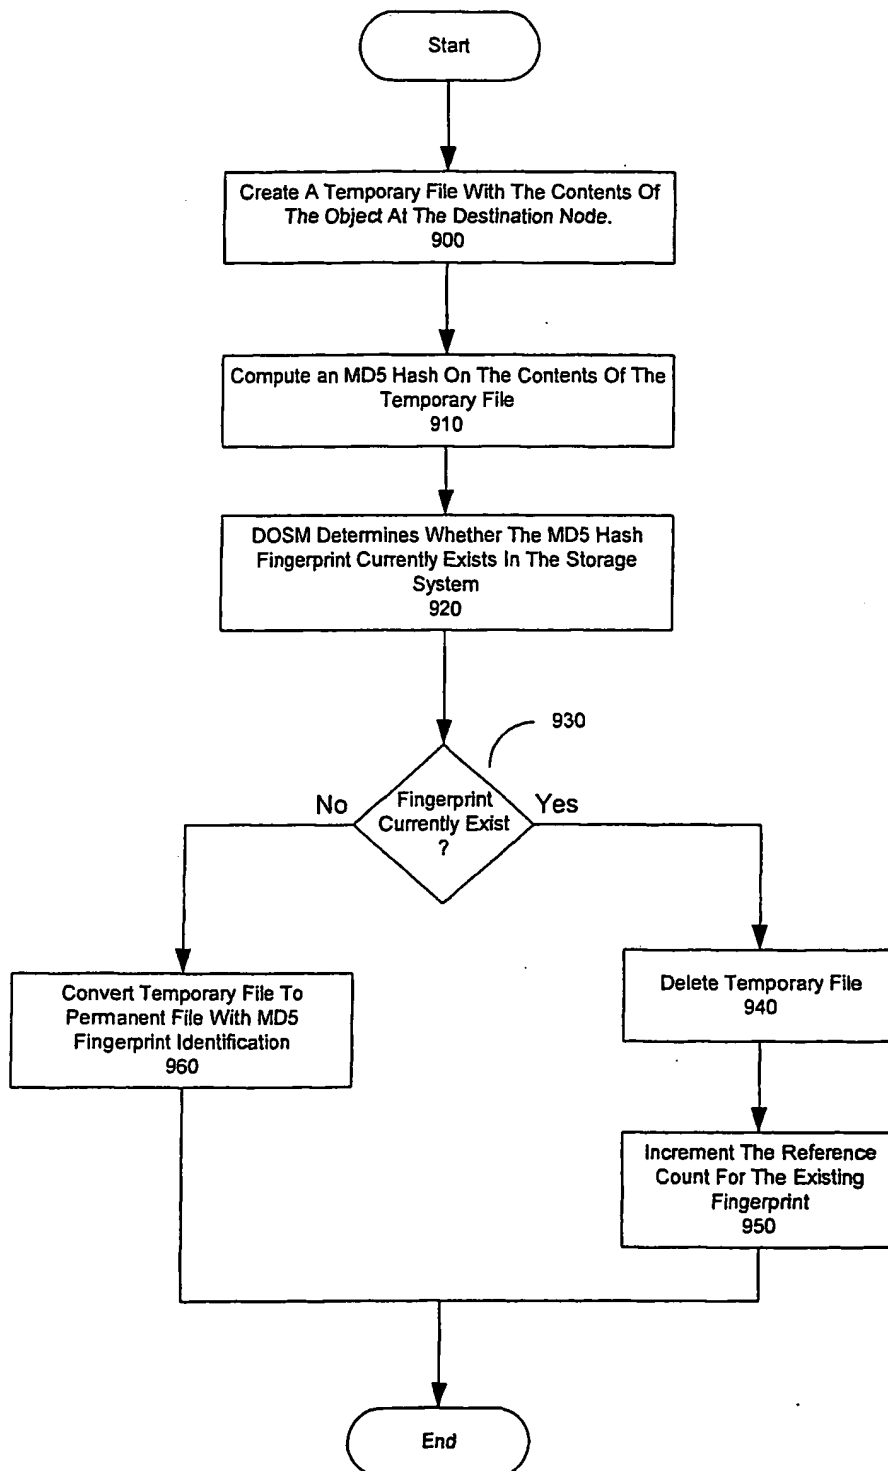 Start
Create A Temporary File With The Contents Of
The Object At The Destination Node.
900
Compute an MD5 Hash On The Contents Of The
Temporary File
910
DOSM Determines Whether The MD5 Hash
Fingerprint Currently Exists In The Storage
System
920
930
No
Fingerprint
Currently Exist
?
Yes
Convert Temporary File To
Permanent File With MD5
Fingerprint Identification
960
Delete Temporary File
940
Increment The Reference
Count For The Existing
Fingerprint
950
End